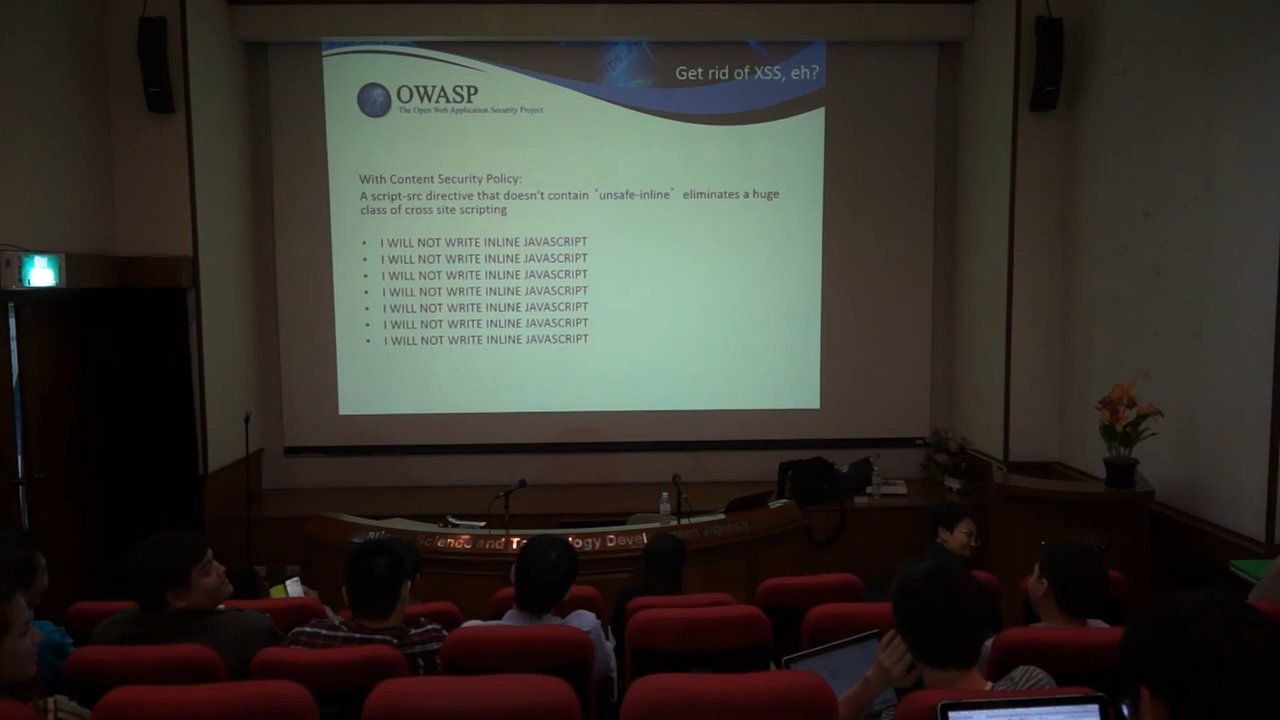 Get rid of XSS, eh?
OWASP
The Open Web Application Security Project
With Content Security Policy:
A script-src directive that doesn't contain 'unsafe-inline' eliminates a huge
class of cross site scripting
• I WILL NOT WRITE INLINE JAVASCRIPT
• I WILL NOT WRITE INLINE JAVASCRIPT
• I WILL NOT WRITE INLINE JAVASCRIPT
• I WILL NOT WRITE INLINE JAVASCRIPT
• I WILL NOT WRITE INLINE JAVASCRIPT
• I WILL NOT WRITE INLINE JAVASCRIPT
• I WILL NOT WRITE INLINE JAVASCRIPT
Science and Technology Development Agency